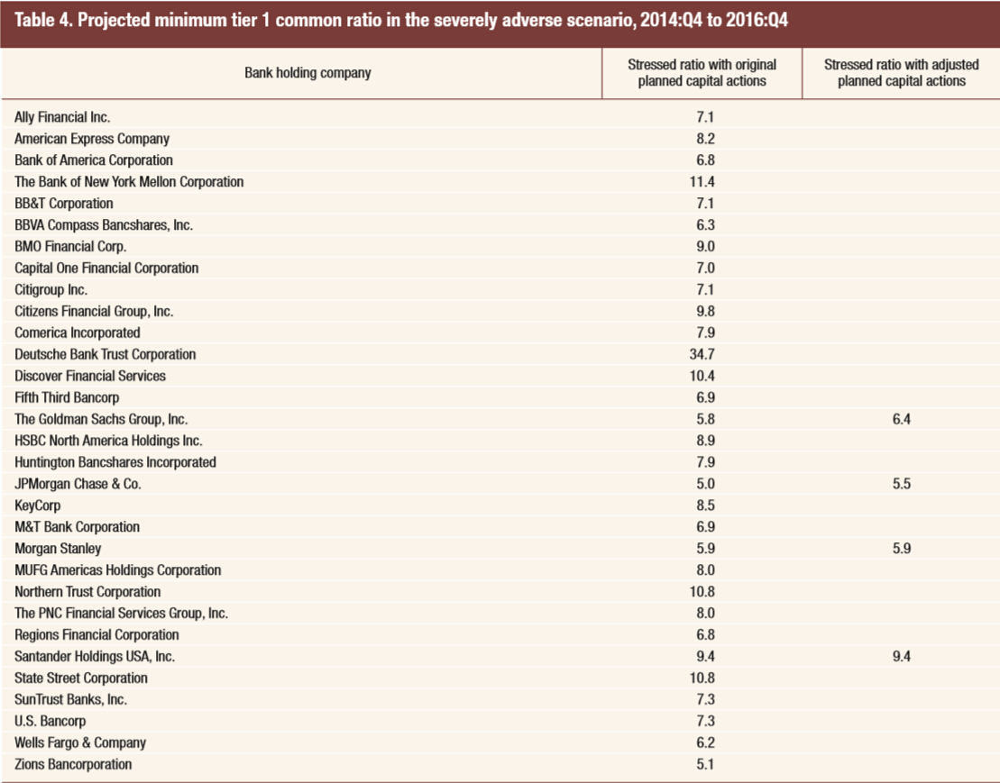 Table 4. Projected minimum tier 1 common ratio in the severely adverse scenario, 2014:Q4 to 2016:Q4
Bank holding company
Stressed ratio with original
planned capital actions
Stressed ratio with adjusted
planned capital actions
Ally Financial Inc. 7.1
American Express Company 8.2
Bank of America Corporation 6.8
The Bank of New York Mellon Corporation 11.4
BB&T Corporation 7.1
BBVA Compass Bancshares, Inc. 6.3
BMO Financial Corp. 9.0
Capital One Financial Corporation 7.0
Citigroup Inc. 7.1
Citizens Financial Group, Inc. 9.8
Comerica Incorporated 7.9
Deutsche Bank Trust Corporation 34.7
Discover Financial Services 10.4
Fifth Third Bancorp 6.9
The Goldman Sachs Group, Inc. 5.8 6.4
HSBC North America Holdings Inc. 8.9
Huntington Bancshares Incorporated 7.9
JPMorgan Chase & Co. 5.0 5.5
KeyCorp 8.5
M&T Bank Corporation 6.9
Morgan Stanley 5.9 5.9
MUFG Americas Holdings Corporation 8.0
Northern Trust Corporation 10.8
The PNC Financial Services Group, Inc. 8.0
Regions Financial Corporation 6.8
Santander Holdings USA, Inc. 9.4 9.4
State Street Corporation 10.8
SunTrust Banks, Inc. 7.3
U.S. Bancorp 7.3
Wells Fargo & Company 6.2
Zions Bancorporation 5.1